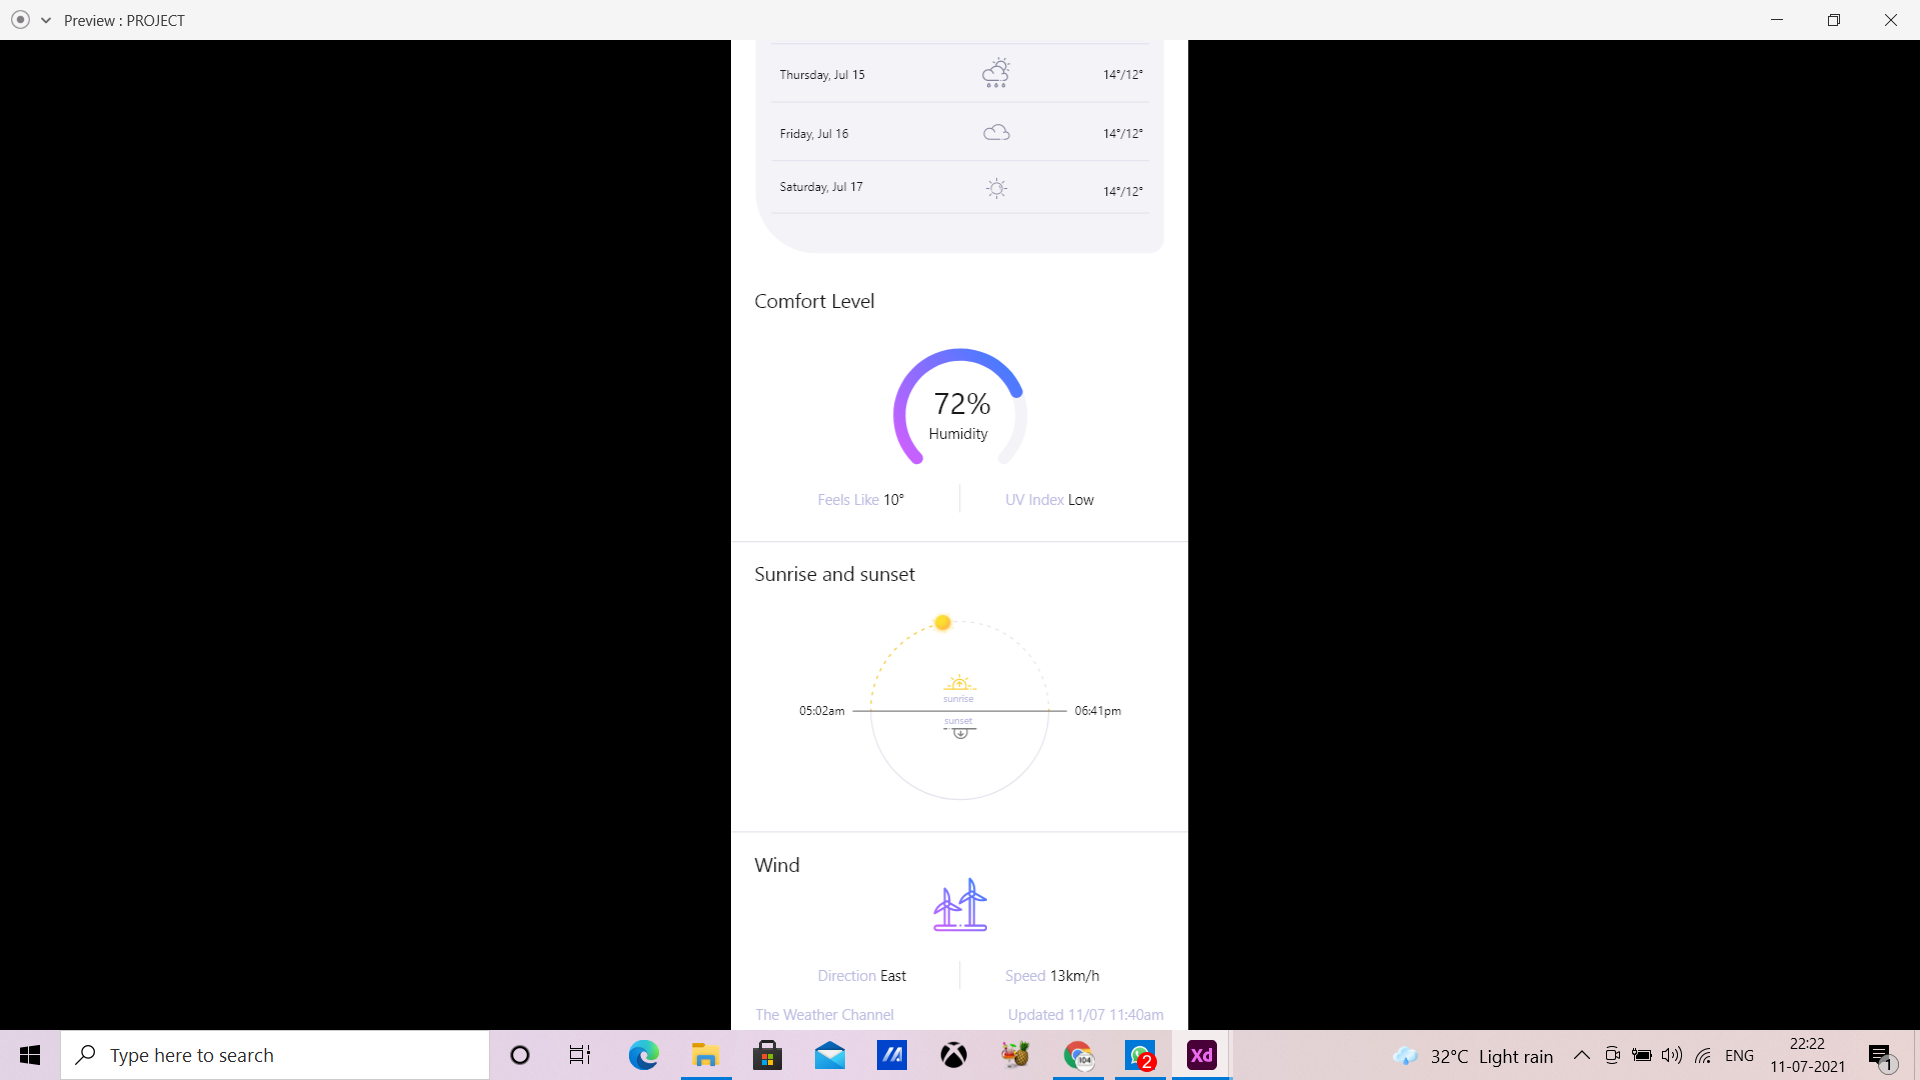 Preview : PROJECT
Thursday, Jul 15 14°/12°
Friday, Jul 16 14°/12°
Saturday, Jul 17 14°/12°
Comfort Level
72%
Humidity
Feels Like 10° UV Index Low
Sunrise and sunset
sunrise
05:02am 06:41pm
sunset
Wind
Direction East Speed 13km/h
The Weather Channel Updated 11/07 11:40am
Type here to search 104 2 Xd 32°C Light rain ENG 22:22
11-07-2021 1